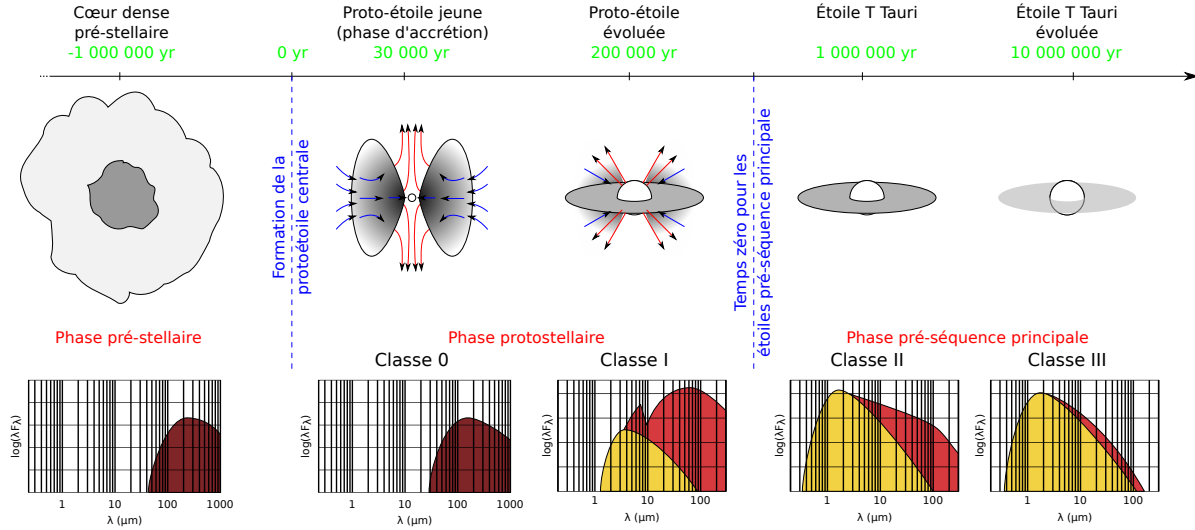 Cœur dense
pré-stellaire
-1 000 000 yr
0 yr
Proto-étoile jeune
(phase d'accrétion)
30 000 yr
Proto-étoile
évoluée
200 000 yr
Étoile T Tauri
1 000 000 yr
Étoile T Tauri
évoluée
10 000 000 yr
Formation de la
protoétoile centrale
Temps zéro pour les
étoiles pré-séquence principale
Phase pré-stellaire
Phase protostellaire
Phase pré-séquence principale
Classe 0
Classe I
Classe II
Classe III
log(λFλ)
1 10 100 1000
λ (µm)
log(λFλ)
1 10 100 1000
λ (µm)
log(λFλ)
1 10 100
λ (µm)
log(λFλ)
1 10 100
λ (µm)
log(λFλ)
1 10 100
λ (µm)